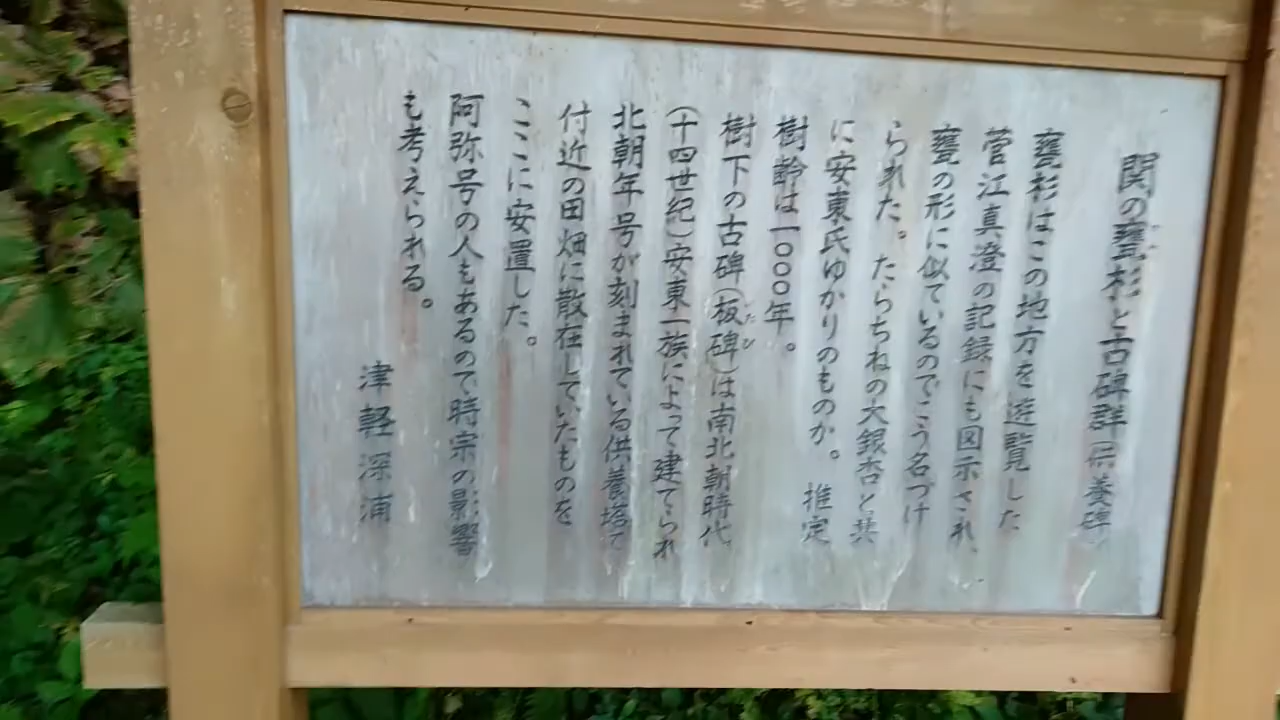 関の甕杉と古碑群(供養碑)
甕杉はこの地方を遊覧した
菅江真澄の記録にも図示され、
甕の形に似ているのでこう名づけ
られた。たらちねの大銀杏と共
に安東氏ゆかりのものか。推定
樹齢は一〇〇〇年。
樹下の古碑(板碑)は南北朝時代
(十四世紀)安東一族によって建てられ
北朝年号が刻まれている供養塔で
付近の田畑に散在していたものを
ここに安置した。
阿弥号の人もあるので時宗の影響
も考えられる。
津軽深浦